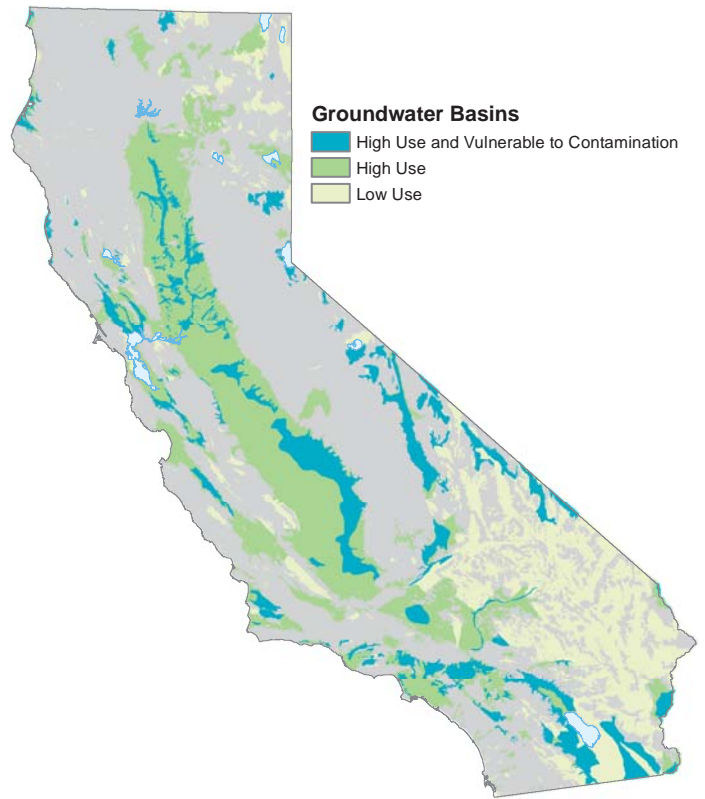 Groundwater Basins
High Use and Vulnerable to Contamination
High Use
Low Use